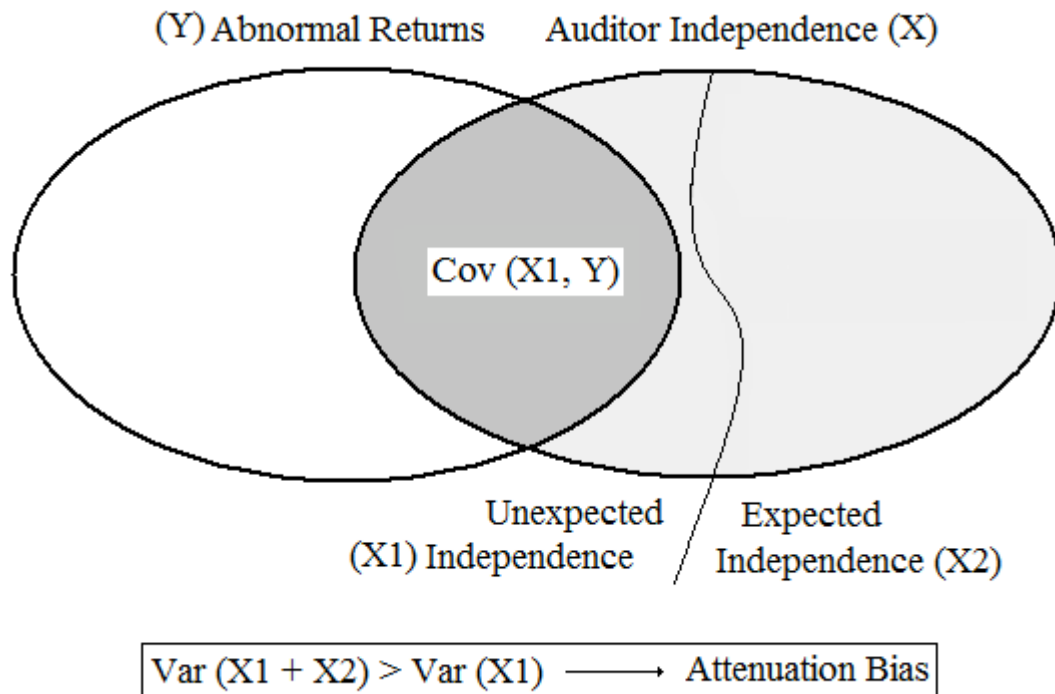 (Y) Abnormal Returns
Auditor Independence (X)
Cov (X1, Y)
Unexpected
(X1) Independence
Expected
Independence (X2)
Var (X1 + X2) > Var (X1) → Attenuation Bias